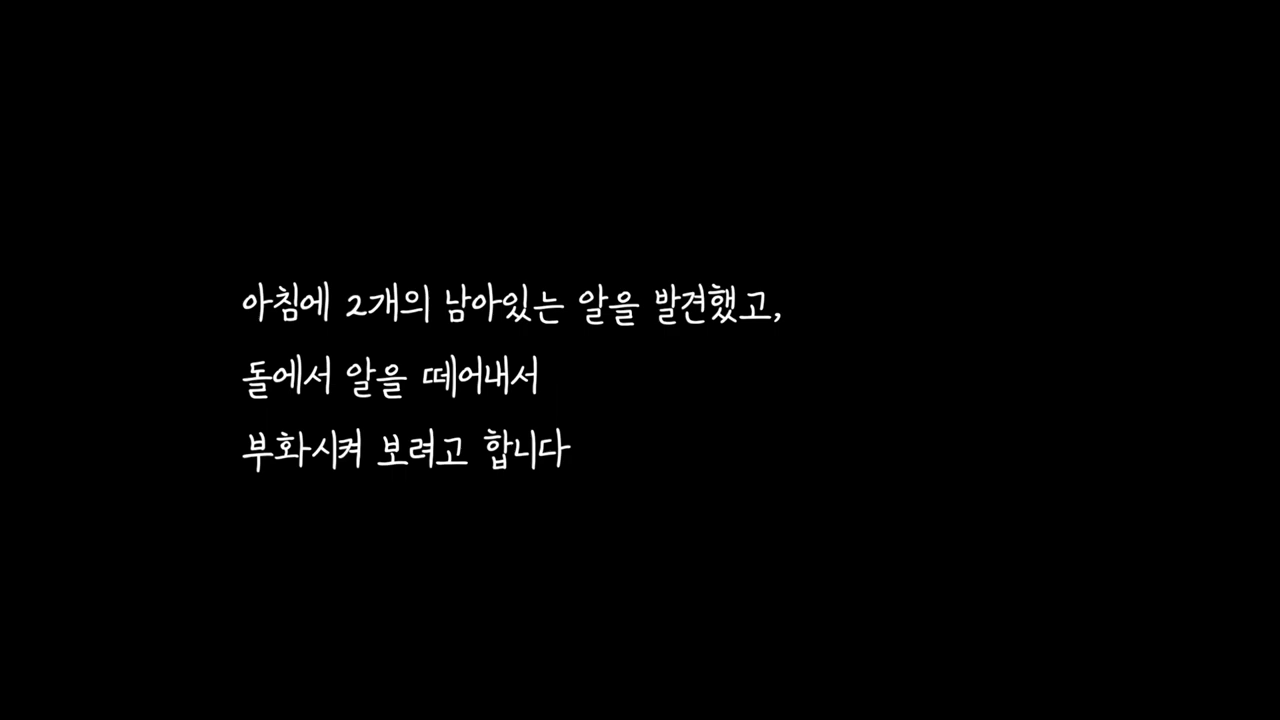 아침에 2개의 남아있는 알을 발견했고,
돌에서 알을 떼어내서
부화시켜 보려고 합니다